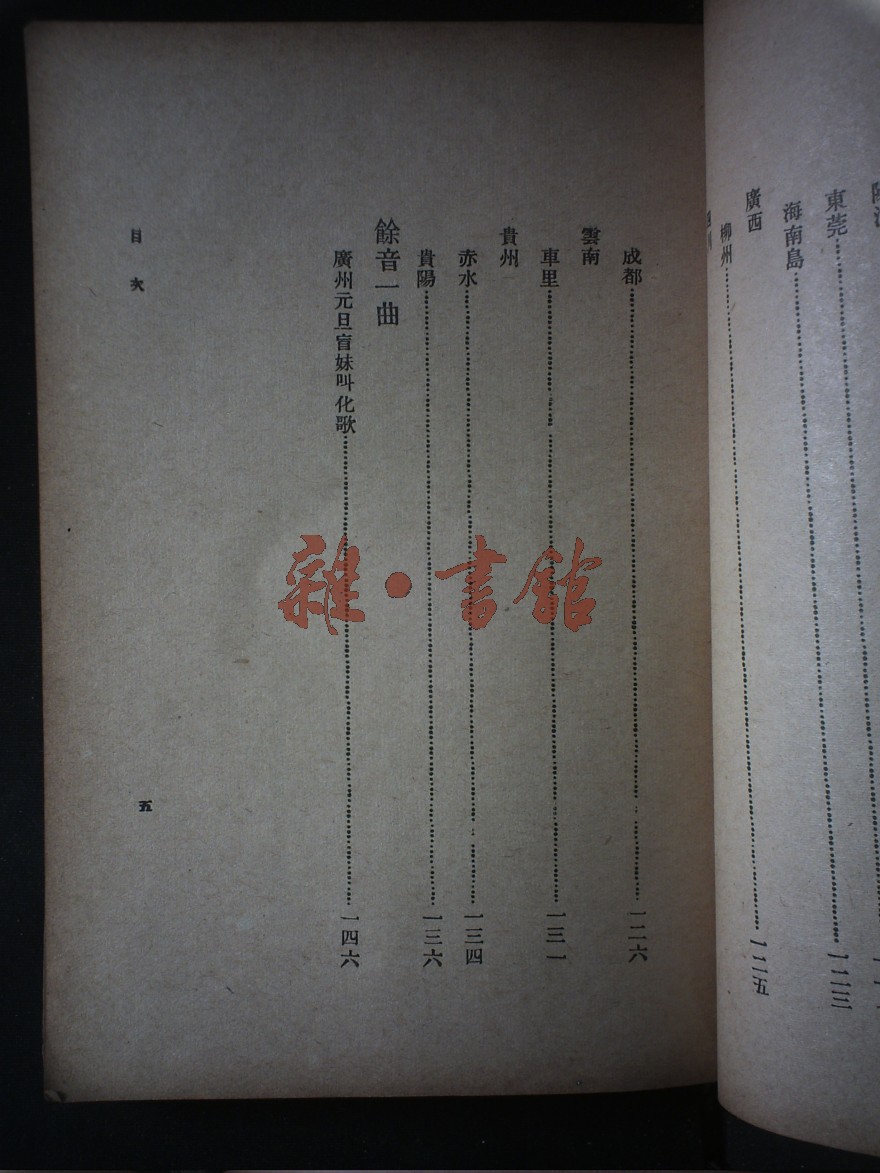 東莞
海南島……一二三
廣西
柳州……一二五
成都……一二六
雲南
車里……一三一
貴州
赤水……一三四
貴陽……一三六
餘音一曲
廣州元旦盲妹叫化歌……一四六
目次
五
雜·書館